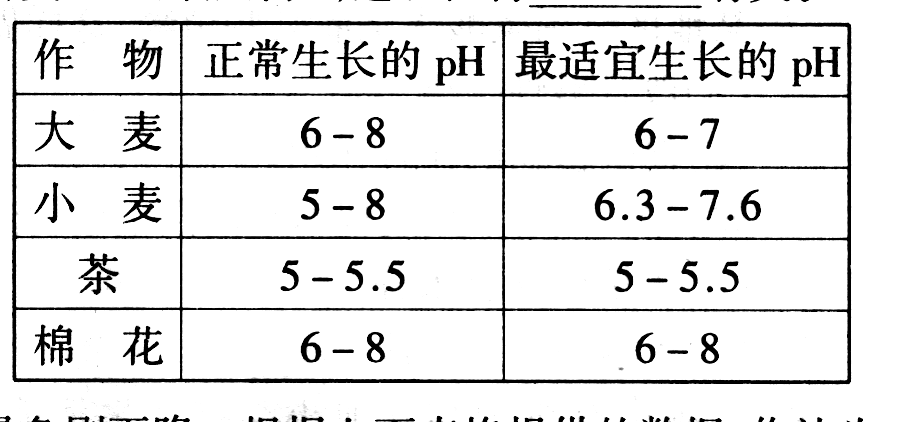 作 物 正常生长的 pH 最适宜生长的 pH
大 麦 6－8 6－7
小 麦 5－8 6.3－7.6
茶 5－5.5 5－5.5
棉 花 6－8 6－8